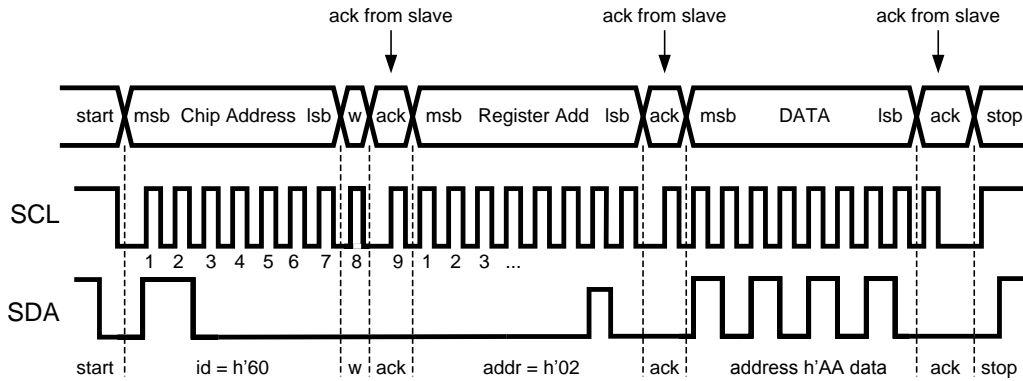 ack from slave ack from slave ack from slave
start msb Chip Address lsb w ack msb Register Add lsb ack msb DATA lsb ack stop
SCL
1 2 3 4 5 6 7 8 9 1 2 3 ...
SDA
start id = h'60 w ack addr = h'02 ack address h'AA data ack stop